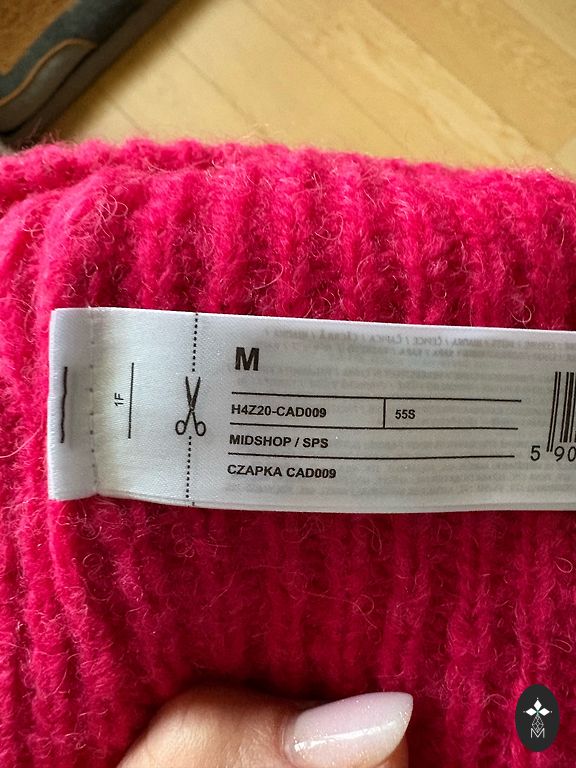 M
1F
H4Z20-CAD009 55S
MIDSHOP / SPS
CZAPKA CAD009
5 90
M